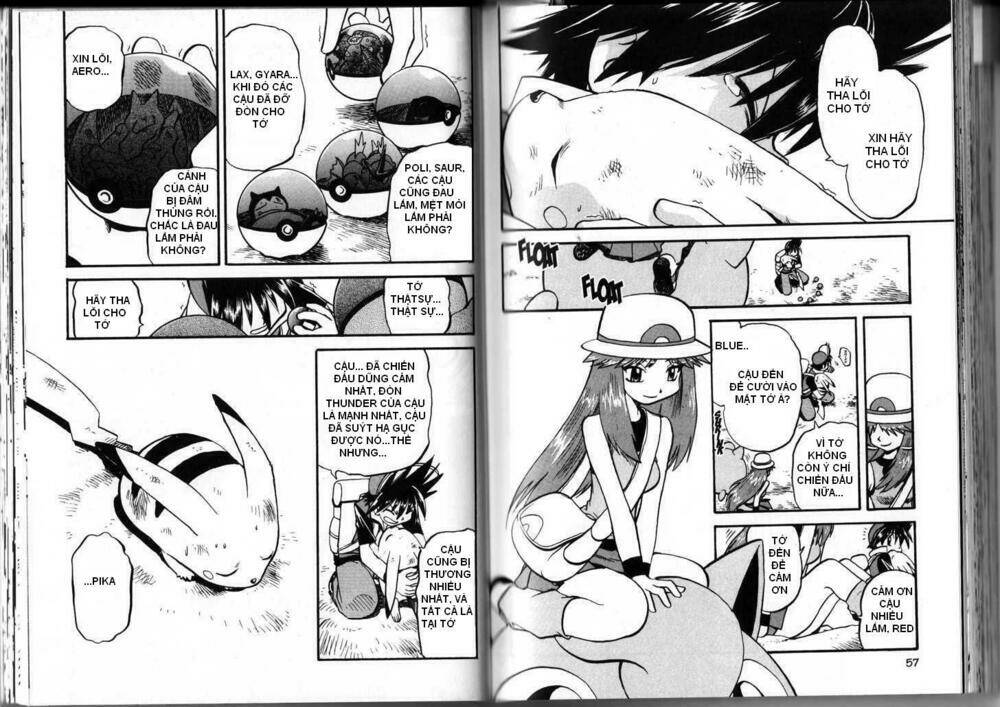 XIN LỖI,
AERO...
LAX, GYARA...
KHI ĐÓ CÁC
CẬU ĐÃ ĐỠ
ĐÒN CHO
TỚ
CÁNH
CỦA CẬU
BỊ ĐÂM
THỦNG RỒI,
CHẮC LÀ ĐAU
LẮM PHẢI
KHÔNG?
POLI, SAUR,
CÁC CẬU
CŨNG ĐAU
LẮM, MỆT MỎI
LẮM PHẢI
KHÔNG?
HÃY THA
LỖI CHO
TỚ
TỚ
THẬTSỰ...
THẬT SỰ...
CẬU... ĐÃ CHIẾN
ĐẤU DŨNG CẢM
NHẤT, ĐÒN
THUNDER CỦA CẬU
LÀ MẠNH NHẤT, CẬU
ĐÃ SUÝT HẠ GỤC
ĐƯỢC NÓ...THẾ
NHƯNG...
...PIKA
CẬU
CŨNG BỊ
THƯƠNG
NHIỀU
NHẤT, VÀ
TẤT CẢ LÀ
TẠI TỚ
HÃY
THA LỖI
CHO TỚ
XIN HÃY
THA LỖI
CHO TỚ
FLOAT
FLOAT
BLUE..
CẬU ĐẾN
ĐỂ CƯỜI VÀO
MẶT TỚ À?
VÌ TỚ
KHÔNG
CÒN Ý CHÍ
CHIẾN ĐẤU
NỮA...
TỚ
ĐẾN
ĐỂ
CẢM
ƠN
CẢM ƠN
CẬU
NHIỀU
LẮM, RED
57